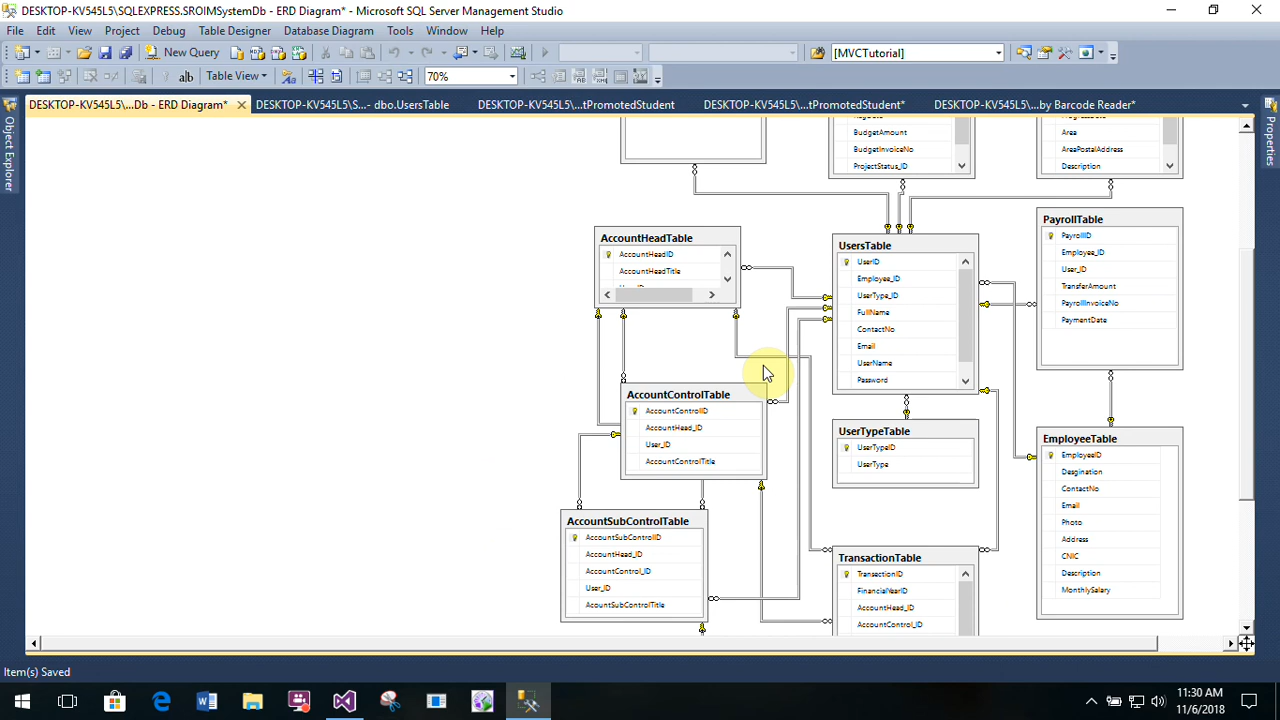 DESKTOP-KV545L5\SQLEXPRESS.SROIMSystemDb - ERD Diagram* - Microsoft SQL Server Management Studio
File Edit View Project Debug Table Designer Database Diagram Tools Window Help
New Query [MVCTutorial]
ab Table View 70%
DESKTOP-KV545L5\...Db - ERD Diagram* DESKTOP-KV545L5\S...- dbo.UsersTable DESKTOP-KV545L5\...tPromotedStudent DESKTOP-KV545L5\...tPromotedStudent* DESKTOP-KV545L5\...by Barcode Reader*
Object Explorer
Properties
BudgetAmount
BudgetInvoiceNo
ProjectStatus_ID
Area
AreaPostalAddress
Description
AccountHeadTable
AccountHeadID
AccountHeadTitle
UsersTable
UserID
Employee_ID
UserType_ID
FullName
ContactNo
Email
UserName
Password
PayrollTable
PayrollID
Employee_ID
User_ID
TransferAmount
PayrollInvoiceNo
PaymentDate
AccountControlTable
AccountControlID
AccountHead_ID
User_ID
AccountControlTitle
UserTypeTable
UserTypeID
UserType
EmployeeTable
EmployeeID
Desgination
ContactNo
Email
Photo
Address
CNIC
Description
MonthlySalary
AccountSubControlTable
AccountSubControlID
AccountHead_ID
AccountControl_ID
User_ID
AcountSubControlTitle
TransactionTable
TransectionID
FinancialYearID
AccountHead_ID
AccountControl_ID
Item(s) Saved
11:30 AM
11/6/2018